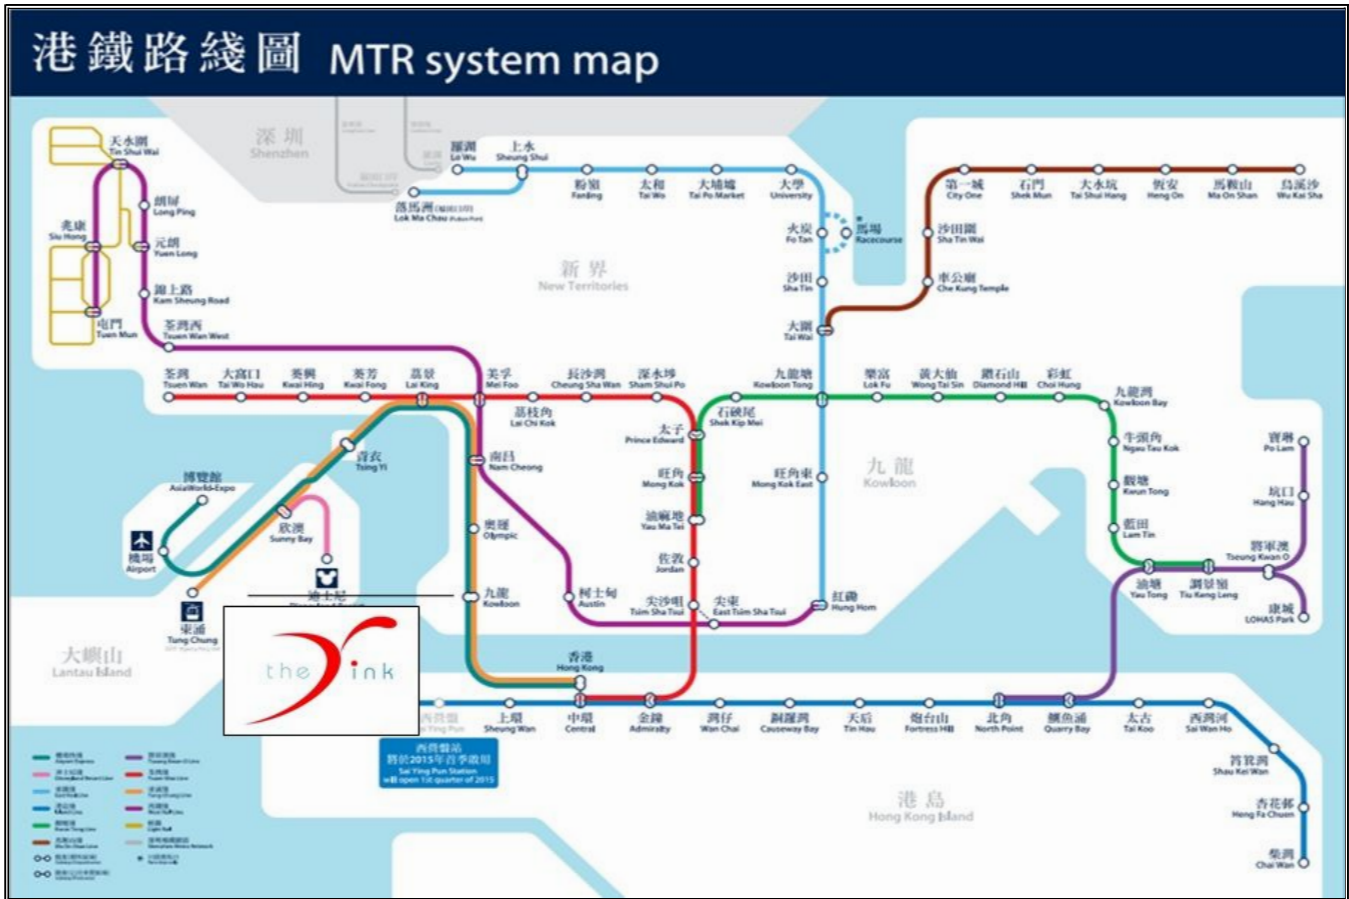 港鐵路綫圖 MTR system map
深圳
Shenzhen
天水圍
Tin Shui Wai
朗屏
Long Ping
兆康
Siu Hong
元朗
Yuen Long
錦上路
Kam Sheung Road
屯門
Tuen Mun
荃灣西
Tsuen Wan West
羅湖
Lo Wu
上水
Sheung Shui
落馬洲
Lok Ma Chau
粉嶺
Fanling
太和
Tai Wo
大埔墟
Tai Po Market
大學
University
火炭
Fo Tan
馬場
Racecourse
沙田
Sha Tin
大圍
Tai Wai
第一城
City One
石門
Shek Mun
大水坑
Tai Shui Hang
恆安
Heng On
馬鞍山
Ma On Shan
烏溪沙
Wu Kai Sha
沙田圍
Sha Tin Wai
車公廟
Che Kung Temple
新界
New Territories
荃灣
Tsuen Wan
大窩口
Tai Wo Hau
葵興
Kwai Hing
葵芳
Kwai Fong
荔景
Lai King
美孚
Mei Foo
荔枝角
Lai Chi Kok
長沙灣
Cheung Sha Wan
深水埗
Sham Shui Po
太子
Prince Edward
石硤尾
Shek Kip Mei
九龍塘
Kowloon Tong
樂富
Lok Fu
黃大仙
Wong Tai Sin
鑽石山
Diamond Hill
彩虹
Choi Hung
九龍灣
Kowloon Bay
牛頭角
Ngau Tau Kok
觀塘
Kwun Tong
藍田
Lam Tin
油塘
Yau Tong
調景嶺
Tiu Keng Leng
將軍澳
Tseung Kwan O
寶琳
Po Lam
坑口
Hang Hau
康城
LOHAS Park
旺角
Mong Kok
旺角東
Mong Kok East
九龍
Kowloon
油麻地
Yau Ma Tei
佐敦
Jordan
尖沙咀
Tsim Sha Tsui
尖東
East Tsim Sha Tsui
紅磡
Hung Hom
南昌
Nam Cheong
奧運
Olympic
九龍
Kowloon
柯士甸
Austin
青衣
Tsing Yi
博覽館
AsiaWorld-Expo
機場
Airport
欣澳
Sunny Bay
迪士尼
東涌
Tung Chung
大嶼山
Lantau Island
the ink
香港
Hong Kong
西營盤
上環
Sheung Wan
中環
Central
金鐘
Admiralty
灣仔
Wan Chai
銅鑼灣
Causeway Bay
天后
Tin Hau
炮台山
Fortress Hill
北角
North Point
鰂魚涌
Quarry Bay
太古
Tai Koo
西灣河
Sai Wan Ho
筲箕灣
Shau Kei Wan
杏花邨
Heng Fa Chuen
柴灣
Chai Wan
西營盤站
將於2015年首季啟用
Sai Ying Pun Station
will open 1st quarter of 2015
港島
Hong Kong Island